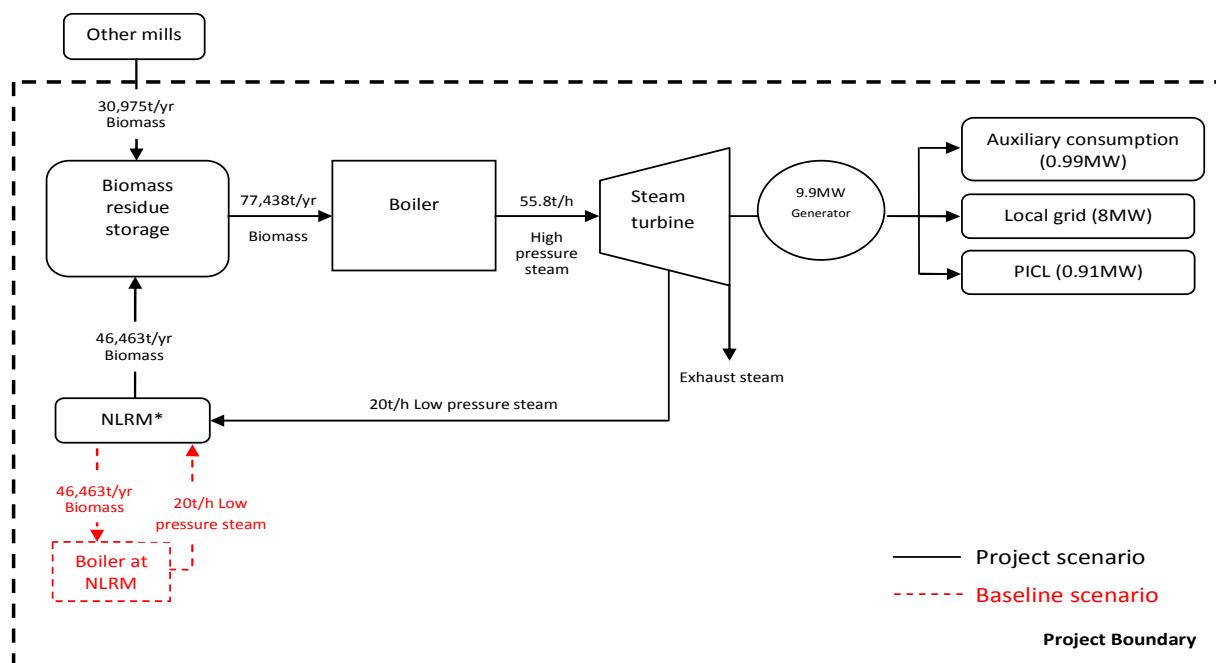 Other mills
30,975t/yr
Biomass
Biomass
residue
storage
77,438t/yr
Biomass
Boiler
55.8t/h
High
pressure
steam
Steam
turbine
9.9MW
Generator
Auxiliary consumption
(0.99MW)
Local grid (8MW)
PICL (0.91MW)
46,463t/yr
Biomass
Exhaust steam
20t/h Low pressure steam
NLRM*
46,463t/yr
Biomass
20t/h Low
pressure steam
Boiler at
NLRM
Project scenario
Baseline scenario
Project Boundary